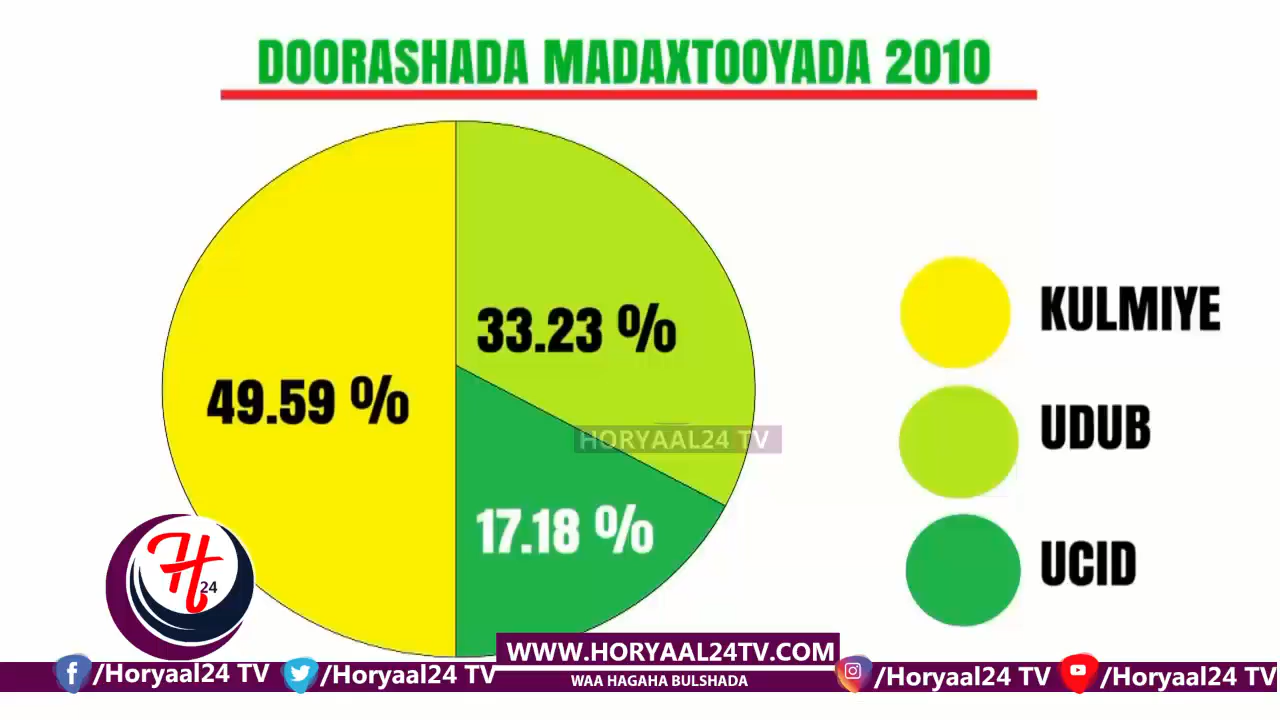 DOORASHADA MADAXTOOYADA 2010
33.23 %
49.59 %
17.18 %
KULMIYE
UDUB
UCID
HORYAAL24 TV
H 24
WWW.HORYAAL24TV.COM
WAA HAGAHA BULSHADA
/Horyaal24 TV
/Horyaal24 TV
/Horyaal24 TV
/Horyaal24 TV